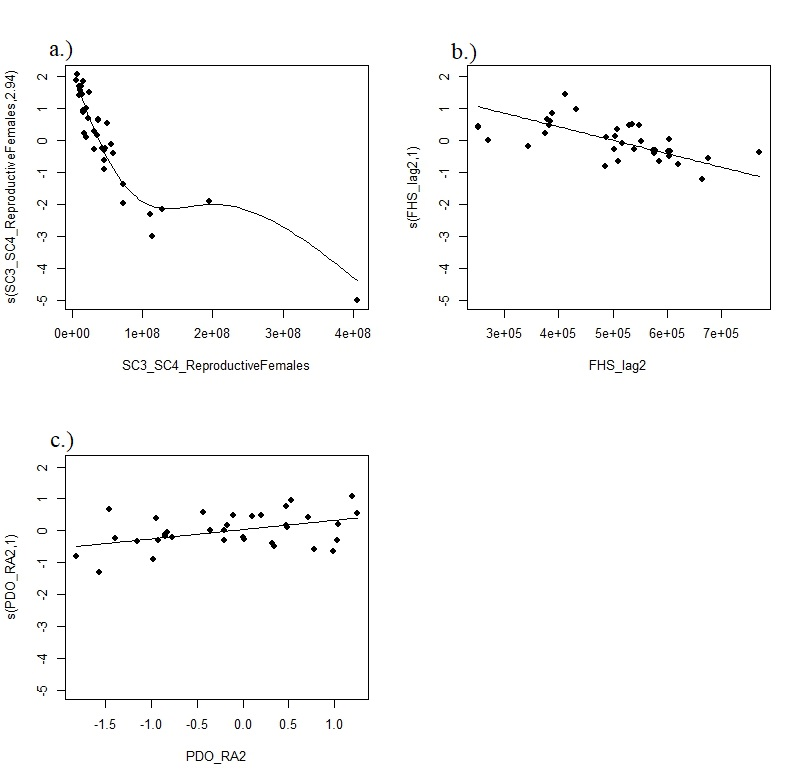 a.)
s(SC3_SC4_ReproductiveFemales,2.94)
2
1
0
-1
-2
-3
-4
-5
0e+00 1e+08 2e+08 3e+08 4e+08
SC3_SC4_ReproductiveFemales
b.)
s(FHS_lag2,1)
2
1
0
-1
-2
-3
-4
-5
3e+05 4e+05 5e+05 6e+05 7e+05
FHS_lag2
c.)
s(PDO_RA2,1)
2
1
0
-1
-2
-3
-4
-5
-1.5 -1.0 -0.5 0.0 0.5 1.0
PDO_RA2